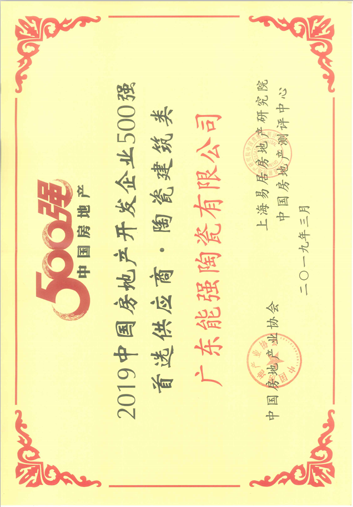 500强
中国房地产
2019中国房地产开发企业500强
首选供应商·陶瓷建筑类
广东能强陶瓷有限公司
中国房地产业协会
上海易居房地产研究院
中国房地产测评中心
二〇一九年三月